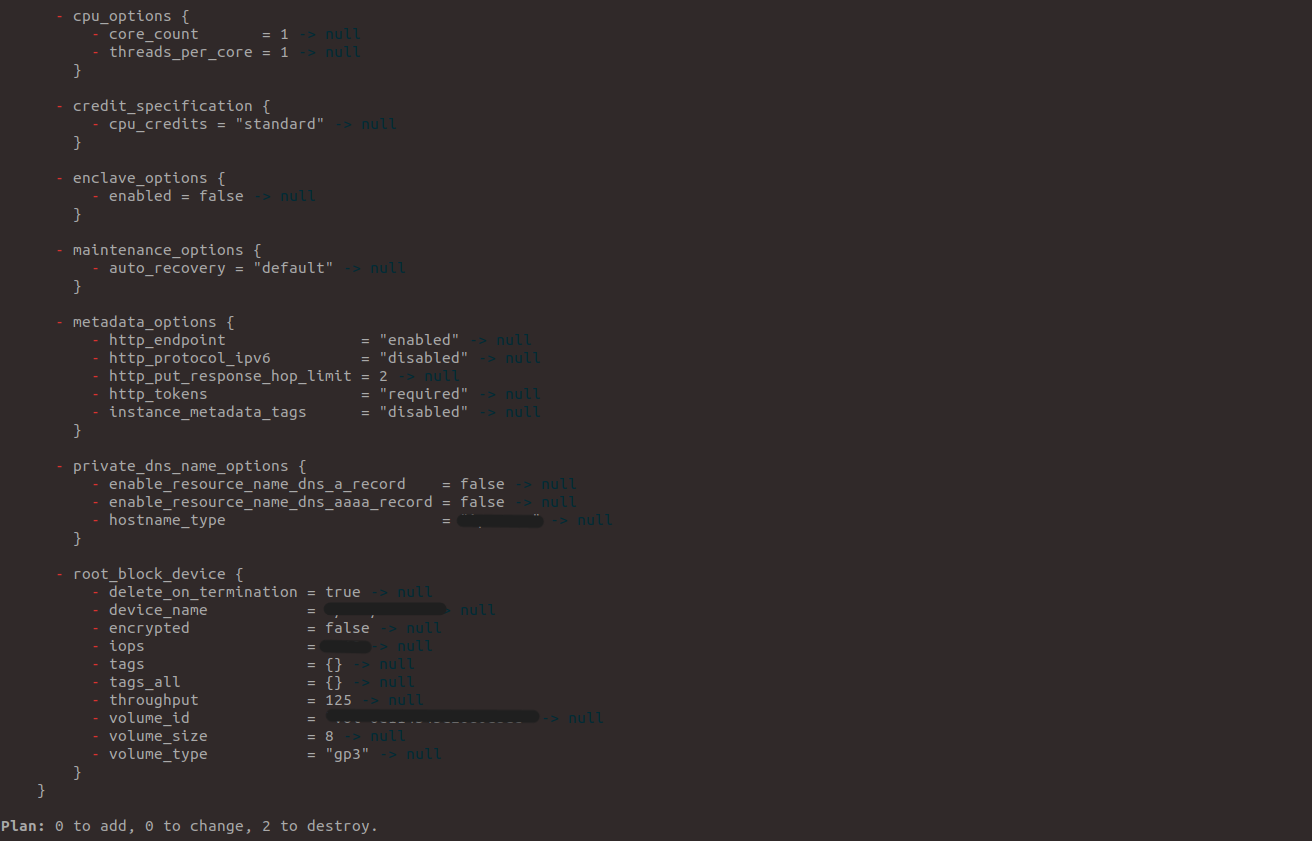 - cpu_options {
- core_count = 1 -> null
- threads_per_core = 1 -> null
}
- credit_specification {
- cpu_credits = "standard" -> null
}
- enclave_options {
- enabled = false -> null
}
- maintenance_options {
- auto_recovery = "default" -> null
}
- metadata_options {
- http_endpoint = "enabled" -> null
- http_protocol_ipv6 = "disabled" -> null
- http_put_response_hop_limit = 2 -> null
- http_tokens = "required" -> null
- instance_metadata_tags = "disabled" -> null
}
- private_dns_name_options {
- enable_resource_name_dns_a_record = false -> null
- enable_resource_name_dns_aaaa_record = false -> null
- hostname_type = -> null
}
- root_block_device {
- delete_on_termination = true -> null
- device_name = null
- encrypted = false -> null
- iops = -> null
- tags = {} -> null
- tags_all = {} -> null
- throughput = 125 -> null
- volume_id = -> null
- volume_size = 8 -> null
- volume_type = "gp3" -> null
}
}
Plan: 0 to add, 0 to change, 2 to destroy.